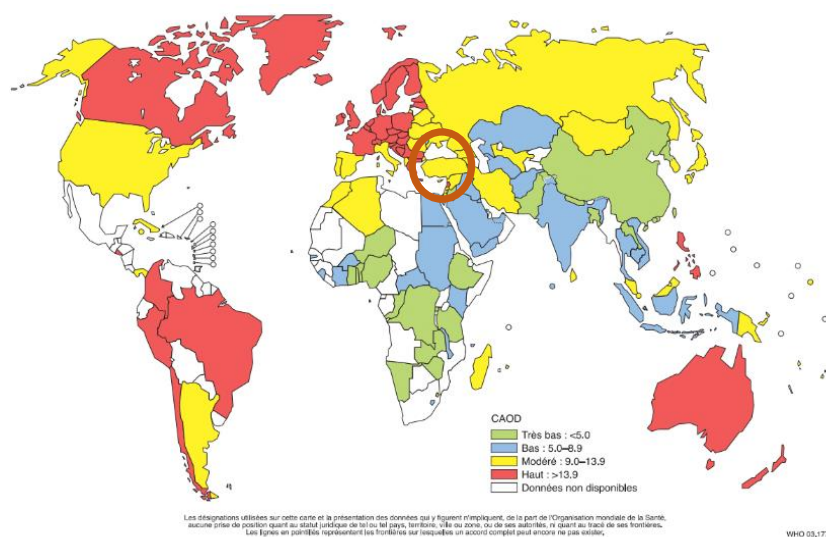 CAOD
Très bas : <5.0
Bas : 5.0–8.9
Modéré : 9.0–13.9
Haut : >13.9
Données non disponibles
Les désignations utilisées sur cette carte et la présentation des données qui y figurent n'impliquent, de la part de l'Organisation mondiale de la Santé,
aucune prise de position quant au statut juridique de tel ou tel pays, territoire, ville ou zone, ou de ses autorités, ni quant au tracé de ses frontières.
Les lignes en pointillés représentent les frontières sur lesquelles un accord complet peut encore ne pas exister.
WHO 03.17